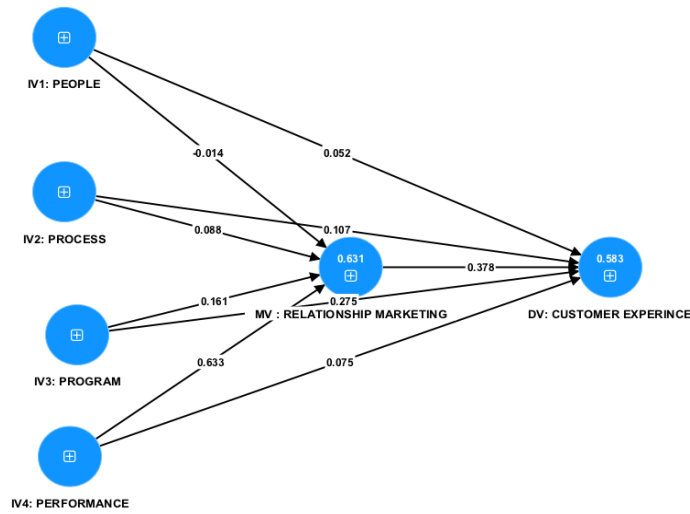 IV1: PEOPLE
-0.014
0.052
IV2: PROCESS
0.088
0.107
0.631
0.583
0.378
0.161
0.275
MV : RELATIONSHIP MARKETING
DV: CUSTOMER EXPERINCE
IV3: PROGRAM
0.633
0.075
IV4: PERFORMANCE